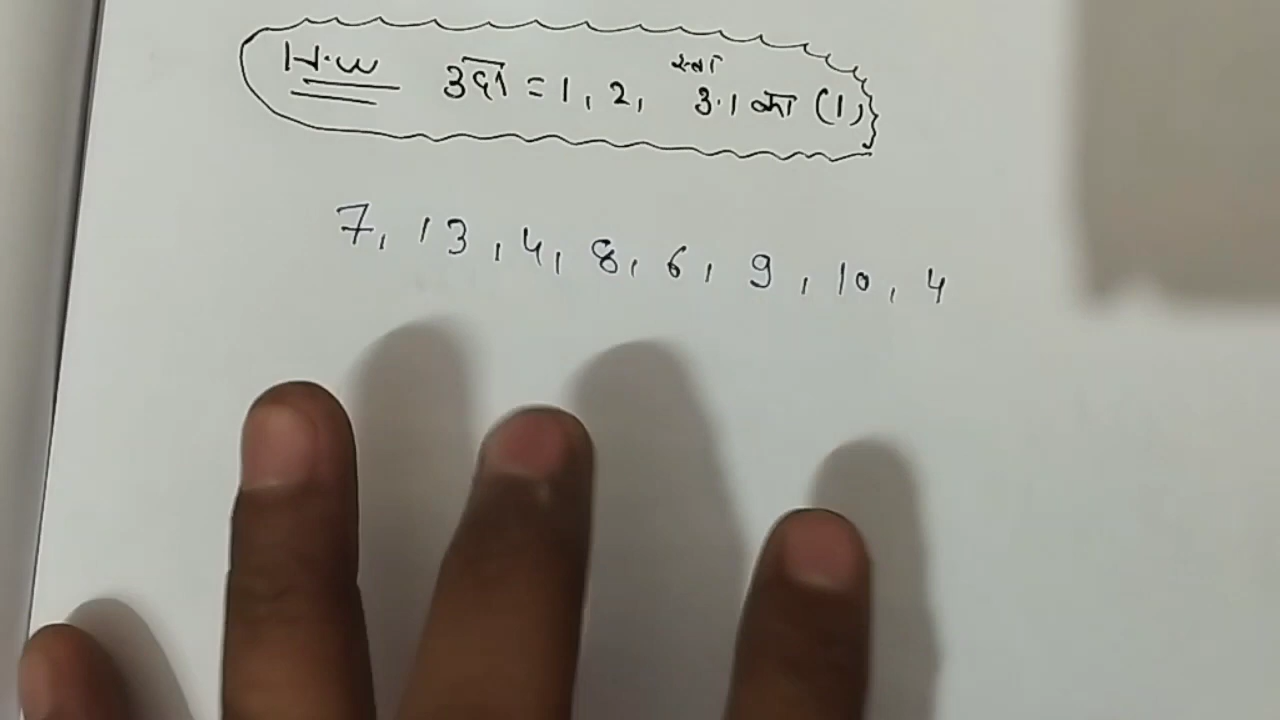 H.W उदा = 1, 2, स्वा 3.1 का (1,
7, 13, 4, 8, 6, 9, 10, 4